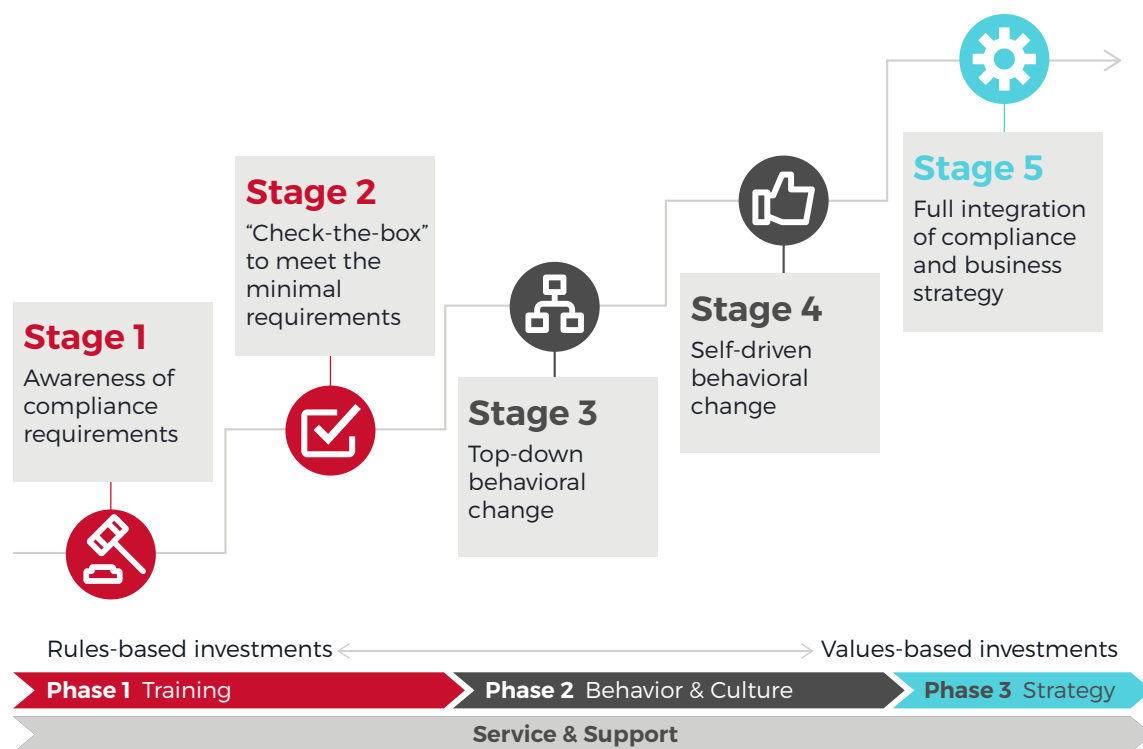 Stage 1
Awareness of
compliance
requirements
Stage 2
“Check-the-box”
to meet the
minimal
requirements
Stage 3
Top-down
behavioral
change
Stage 4
Self-driven
behavioral
change
Stage 5
Full integration
of compliance
and business
strategy
Rules-based investments
Values-based investments
Phase 1 Training
Phase 2 Behavior & Culture
Phase 3 Strategy
Service & Support